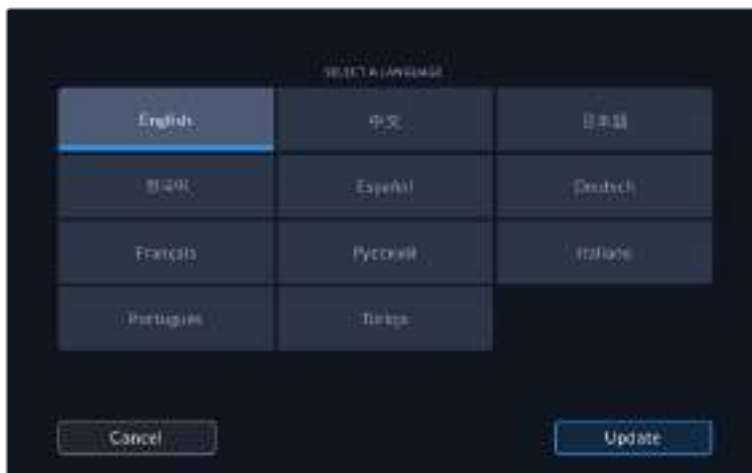 SELECT A LANGUAGE
English 中文 日本語
한국어 Español Deutsch
Français Русский Italiano
Português Türkçe
Cancel Update